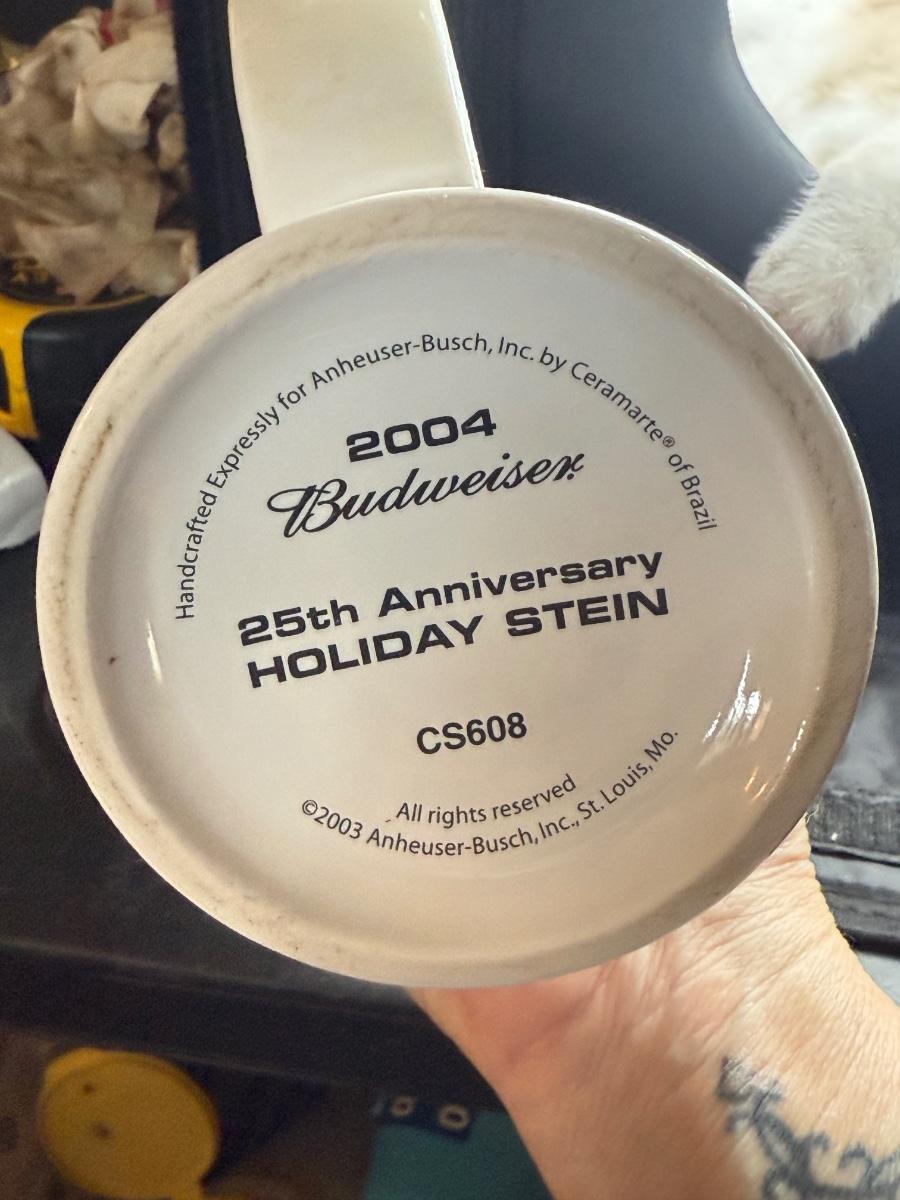 Handcrafted Expressly for Anheuser-Busch, Inc. by Ceramarte® of Brazil
2004
Budweiser
25th Anniversary
HOLIDAY STEIN
CS608
All rights reserved
©2003 Anheuser-Busch, Inc., St. Louis, Mo.